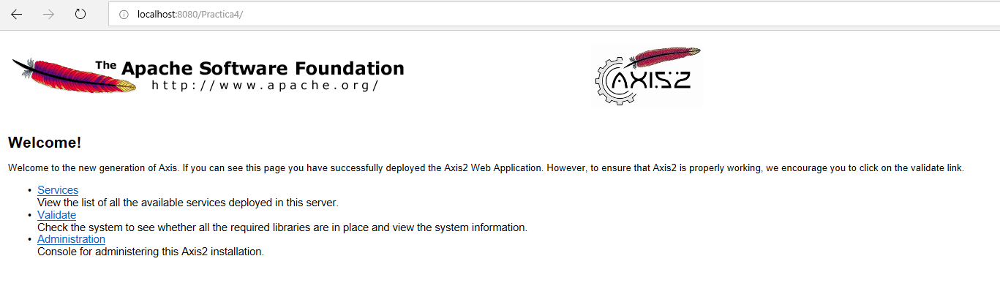 localhost:8080/Practica4/
The Apache Software Foundation
http://www.apache.org/
AXIS2
Welcome!
Welcome to the new generation of Axis. If you can see this page you have successfully deployed the Axis2 Web Application. However, to ensure that Axis2 is properly working, we encourage you to click on the validate link.
• Services
View the list of all the available services deployed in this server.
• Validate
Check the system to see whether all the required libraries are in place and view the system information.
• Administration
Console for administering this Axis2 installation.